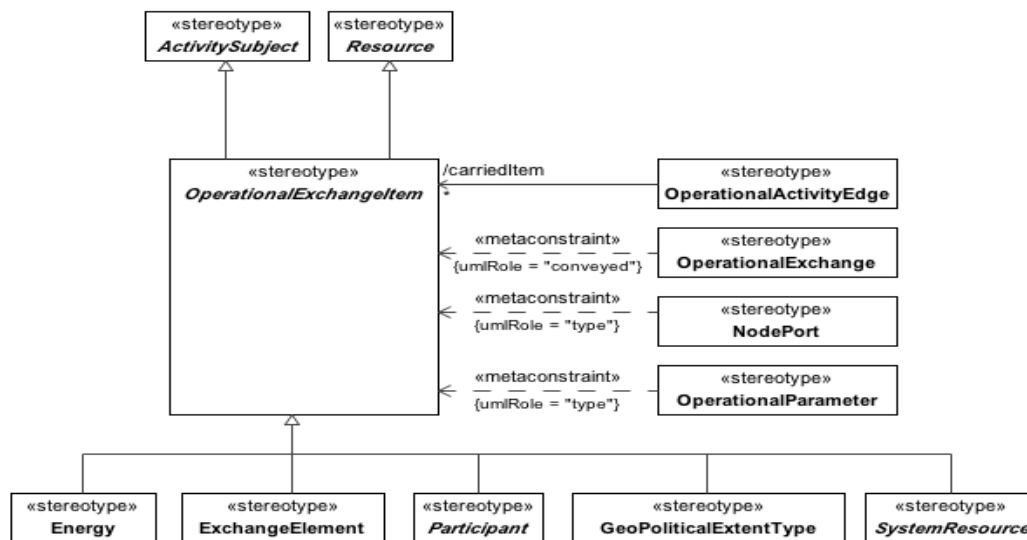 «stereotype» «stereotype»
ActivitySubject Resource
«stereotype»
OperationalExchangeItem
/carriedItem
*
«stereotype»
OperationalActivityEdge
«metaconstraint»
{umlRole = "conveyed"}
«stereotype»
OperationalExchange
«metaconstraint»
{umlRole = "type"}
«stereotype»
NodePort
«metaconstraint»
{umlRole = "type"}
«stereotype»
OperationalParameter
«stereotype» «stereotype» «stereotype» «stereotype» «stereotype»
Energy ExchangeElement Participant GeoPoliticalExtentType SystemResource